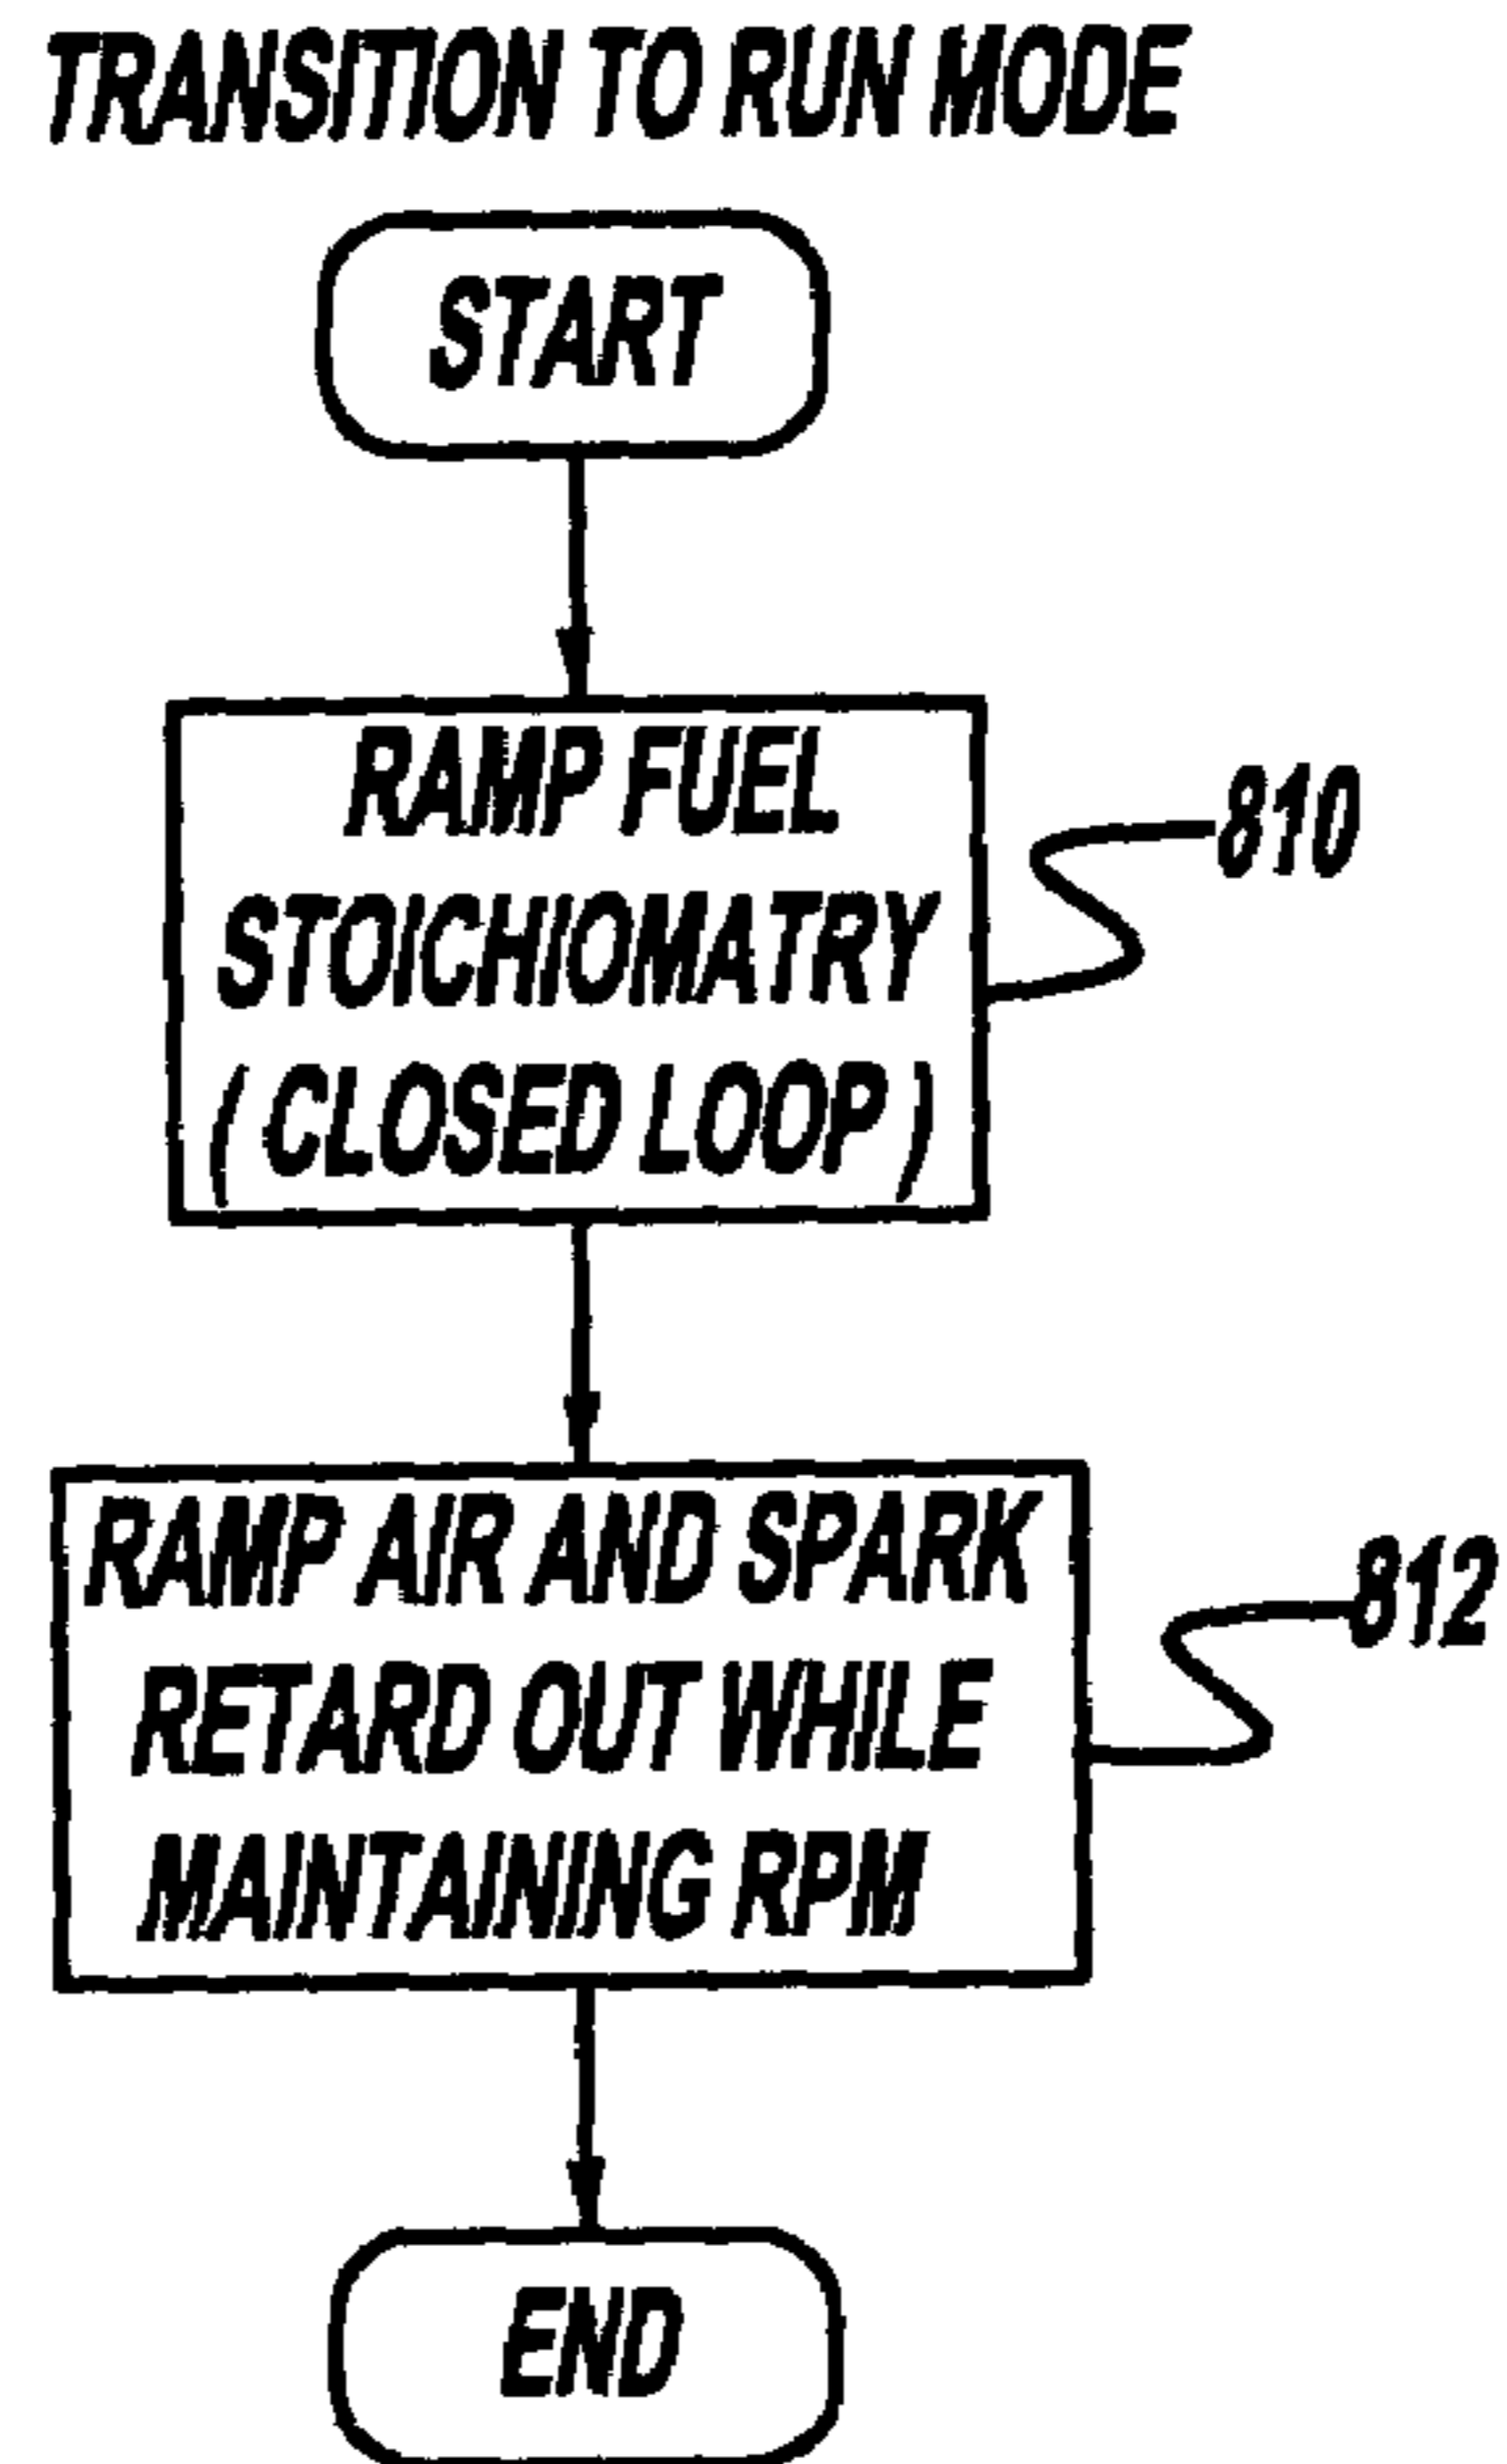 TRANSITION TO RUN MODE
START
RAMP FUEL
STOICHIOMATRY
( CLOSED LOOP )
810
RAMP AIR AND SPARK
RETARD OUT WHILE
MAINTAINING RPM
812
END